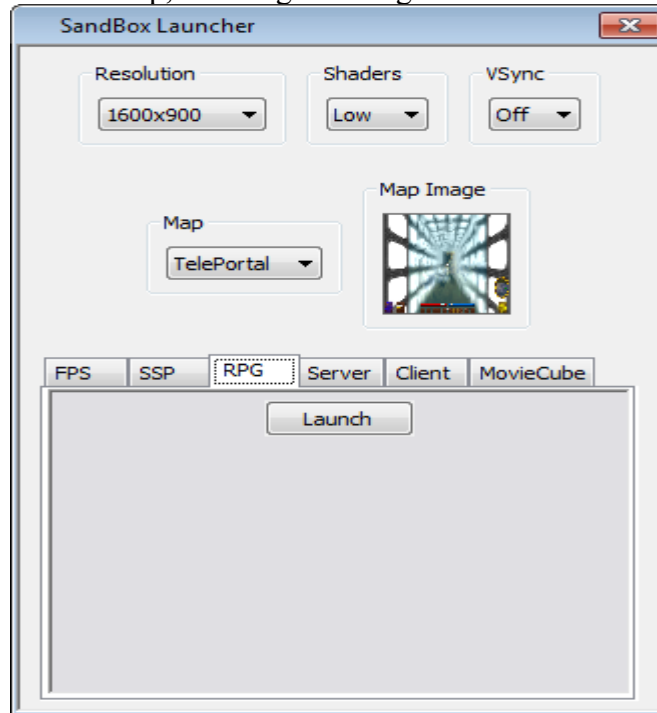 SandBox Launcher
Resolution Shaders VSync
1600x900 Low Off
Map Image
Map
TelePortal
FPS SSP RPG Server Client MovieCube
Launch